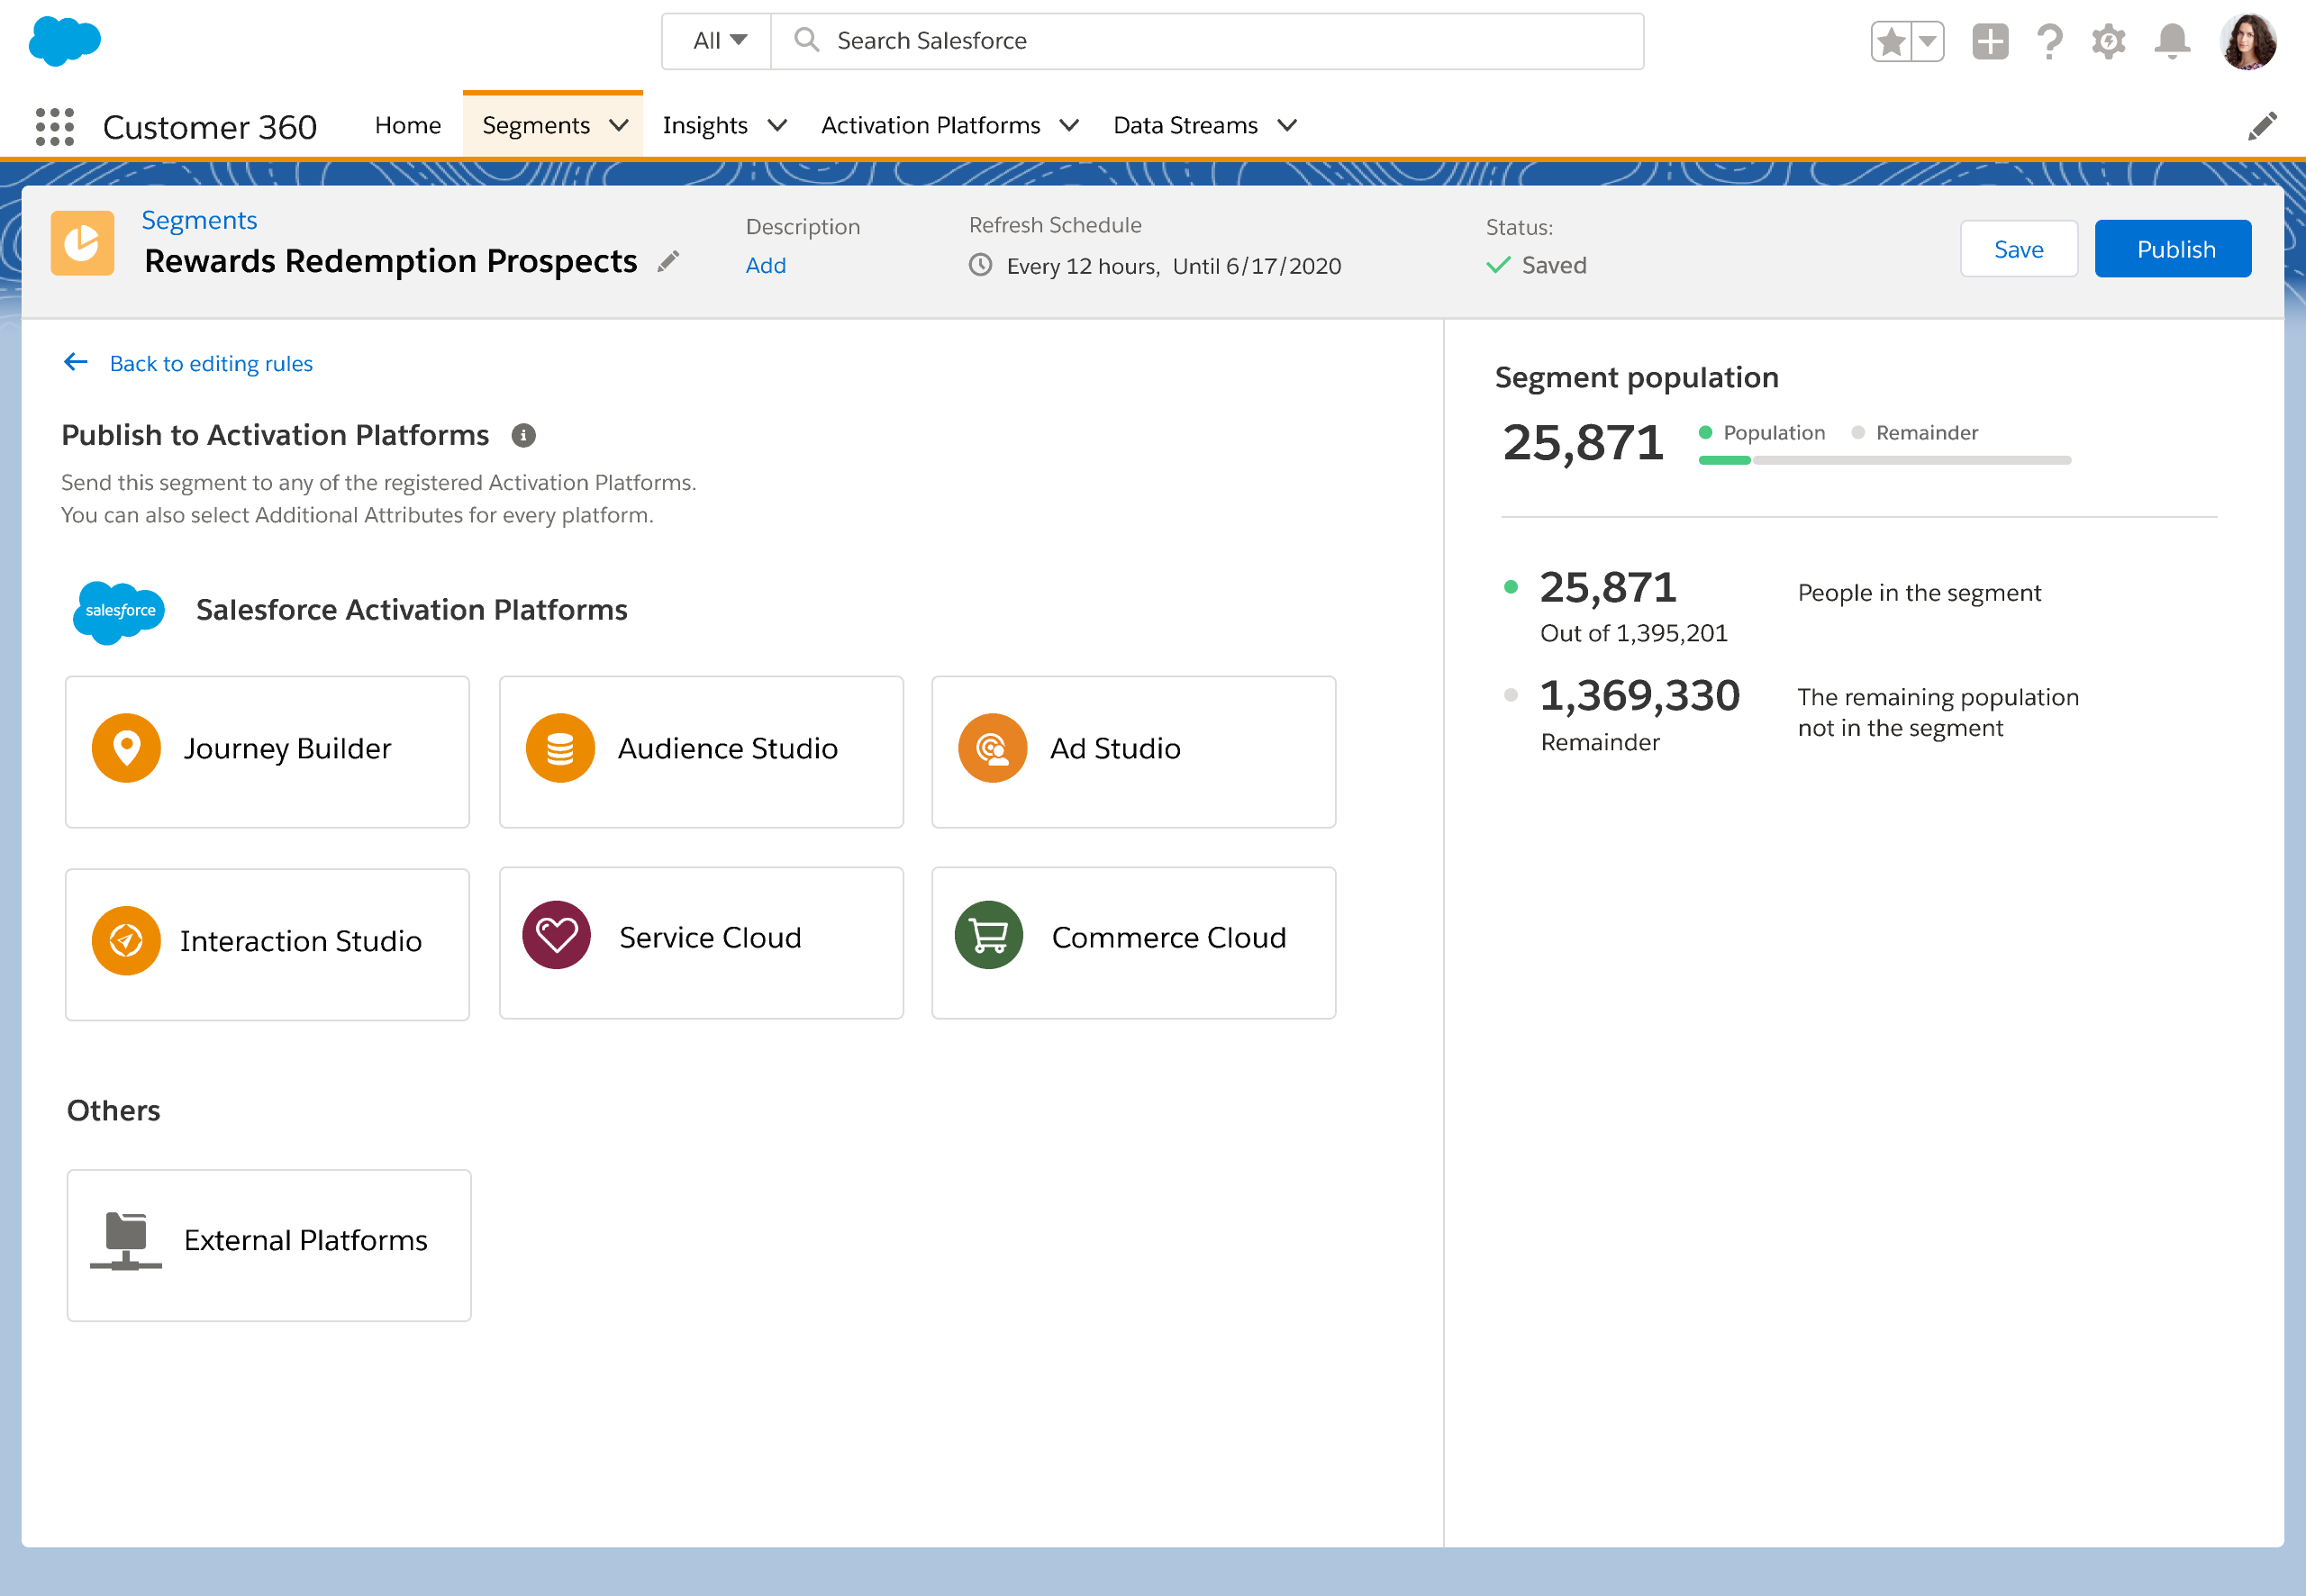 All
Search Salesforce
Customer 360
Home
Segments
Insights
Activation Platforms
Data Streams
Segments
Rewards Redemption Prospects
Description
Add
Refresh Schedule
Every 12 hours, Until 6/17/2020
Status:
Saved
Save
Publish
Back to editing rules
Publish to Activation Platforms
Send this segment to any of the registered Activation Platforms.
You can also select Additional Attributes for every platform.
salesforce
Salesforce Activation Platforms
Journey Builder
Audience Studio
Ad Studio
Interaction Studio
Service Cloud
Commerce Cloud
Others
External Platforms
Segment population
25,871
Population
Remainder
25,871
Out of 1,395,201
People in the segment
1,369,330
Remainder
The remaining population
not in the segment